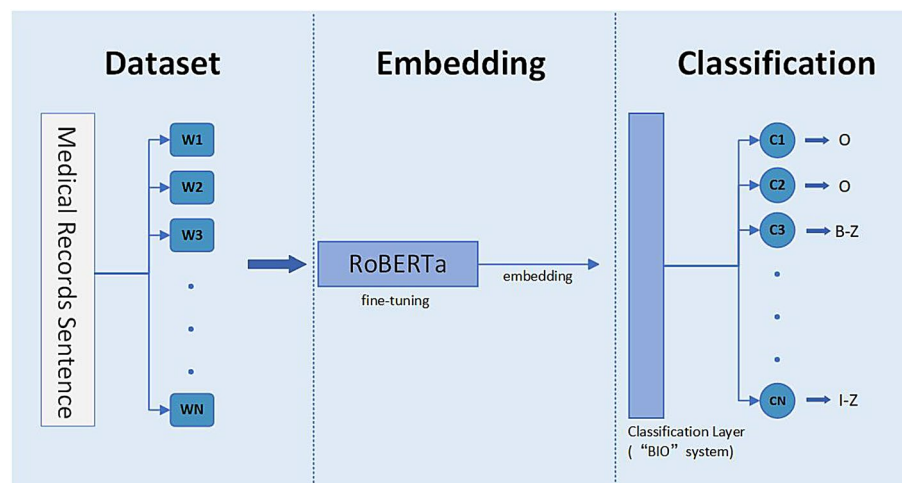 Dataset
Embedding
Classification
Medical Records Sentence
W1
W2
W3
WN
RoBERTa
fine-tuning
embedding
Classification Layer
(“BIO”system)
C1
O
C2
O
C3
B-Z
CN
I-Z